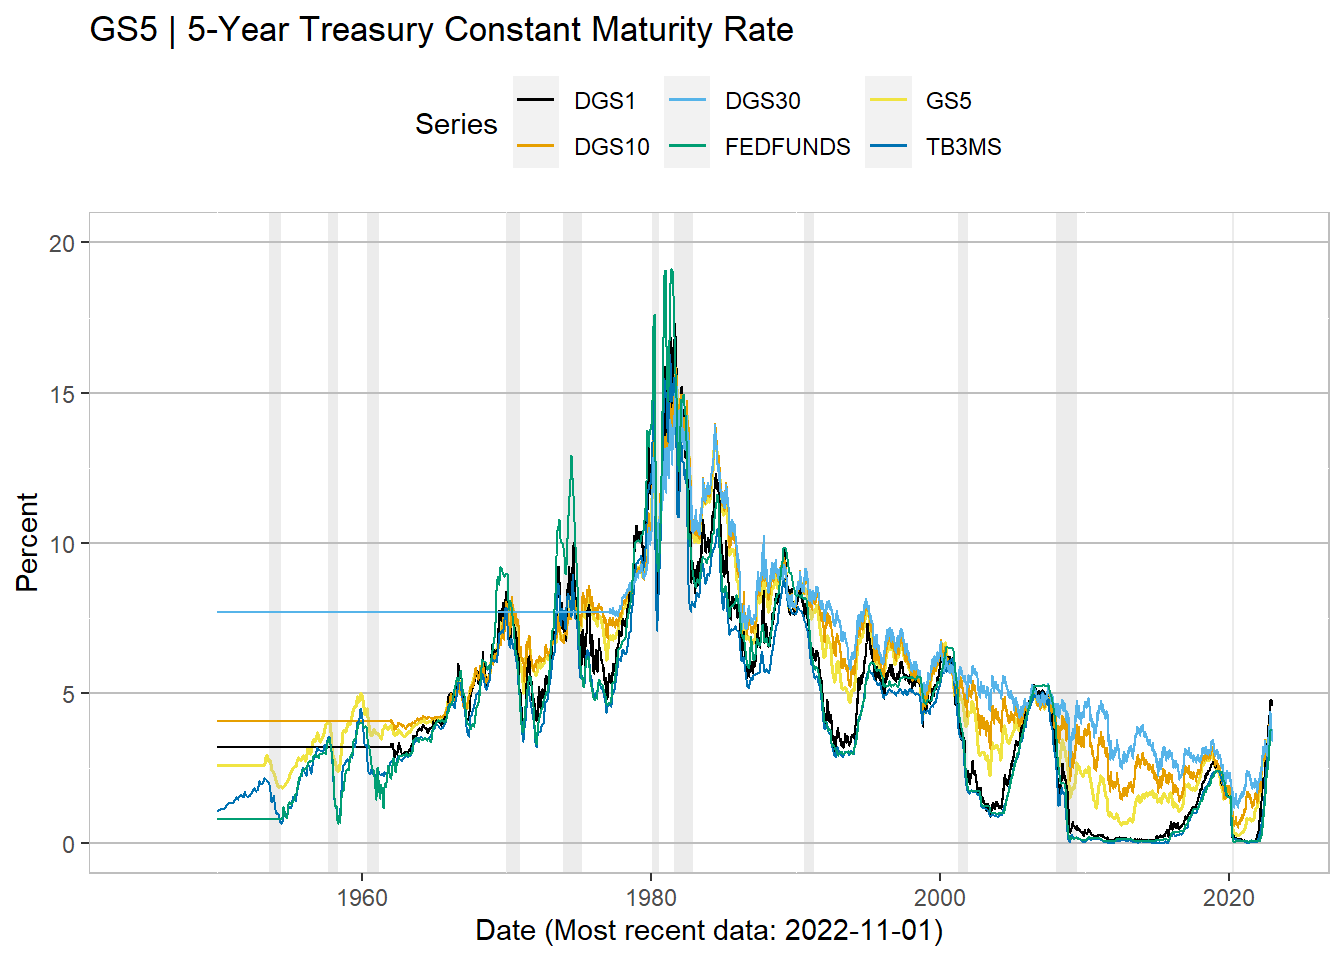 GS5 | 5-Year Treasury Constant Maturity Rate
Series
DGS1
DGS30
GS5
DGS10
FEDFUNDS
TB3MS
Percent
20
15
10
5
0
1960
1980
2000
2020
Date (Most recent data: 2022-11-01)